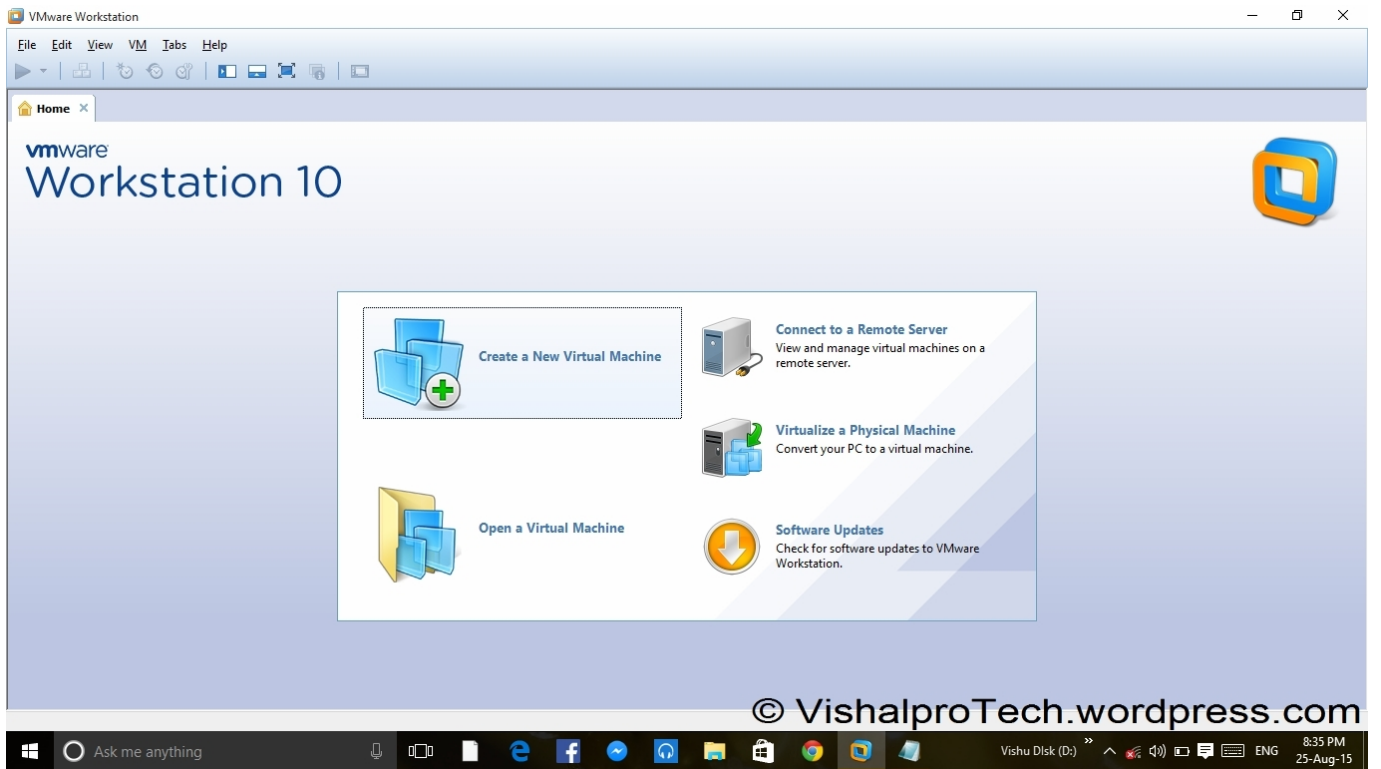 VMware Workstation
File Edit View VM Tabs Help
Home
vmware
Workstation 10
Create a New Virtual Machine
Open a Virtual Machine
Connect to a Remote Server
View and manage virtual machines on a
remote server.
Virtualize a Physical Machine
Convert your PC to a virtual machine.
Software Updates
Check for software updates to VMware
Workstation.
© VishalproTech.wordpress.com
Ask me anything
Vishu DIsk (D:)
ENG
8:35 PM
25-Aug-15